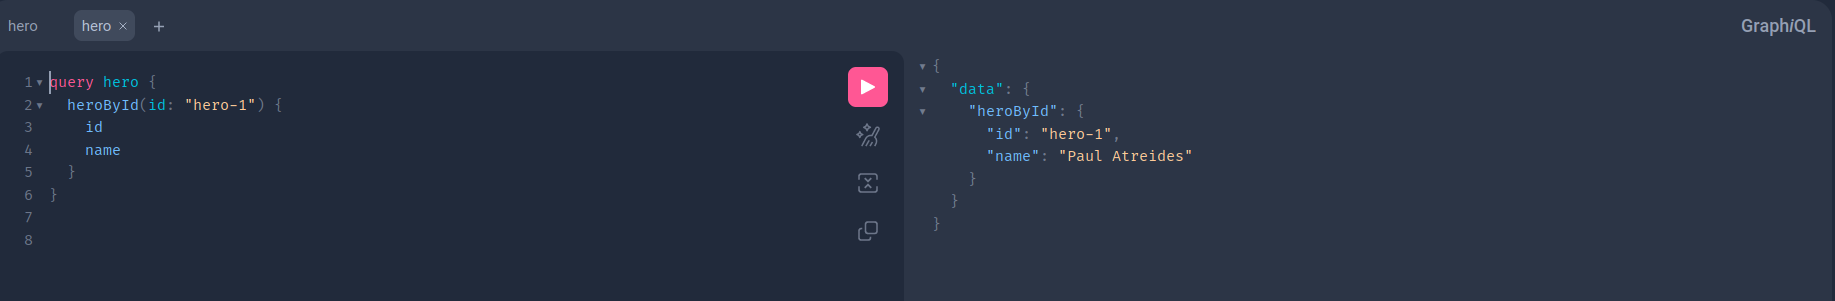 hero
hero ×
+
GraphiQL
1 query hero {
2 heroById(id: "hero-1") {
3 id
4 name
5 }
6 }
7
8
{
"data": {
"heroById": {
"id": "hero-1",
"name": "Paul Atreides"
}
}
}